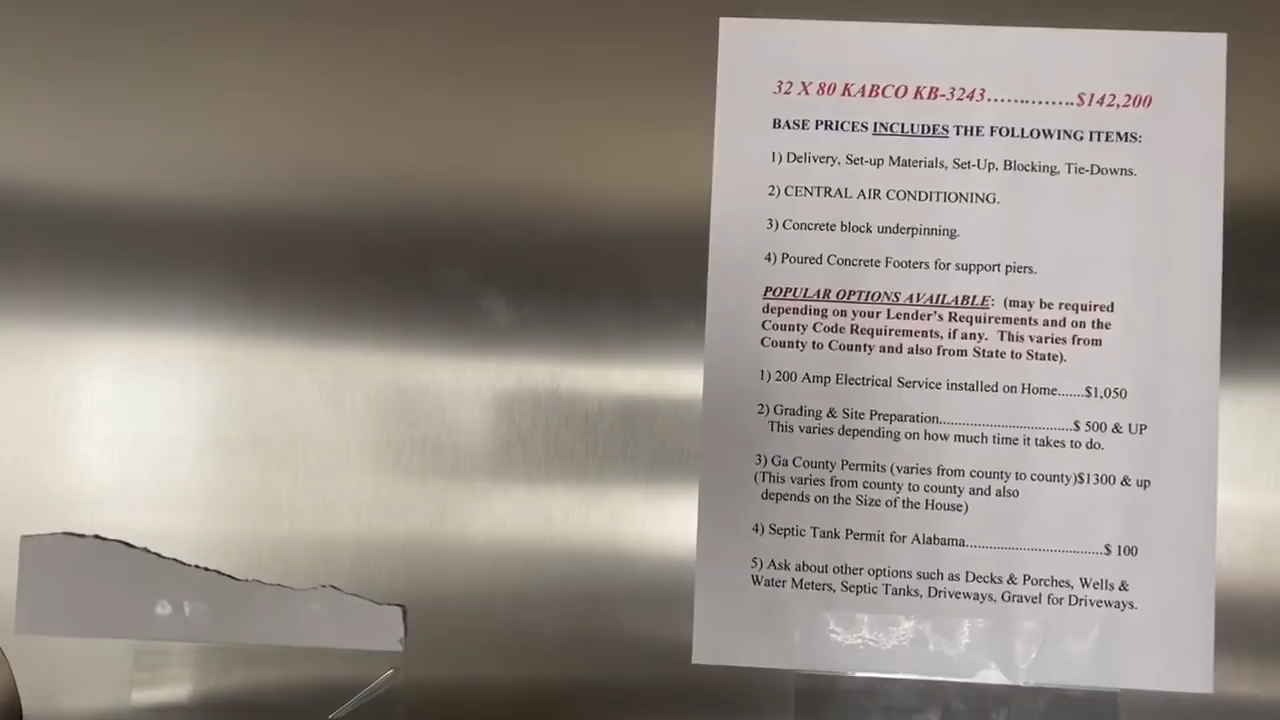 32 X 80 KABCO KB-3243..............$142,200
BASE PRICES INCLUDES THE FOLLOWING ITEMS:
1) Delivery, Set-up Materials, Set-Up, Blocking, Tie-Downs.
2) CENTRAL AIR CONDITIONING.
3) Concrete block underpinning.
4) Poured Concrete Footers for support piers.
POPULAR OPTIONS AVAILABLE: (may be required
depending on your Lender's Requirements and on the
County Code Requirements, if any. This varies from
County to County and also from State to State).
1) 200 Amp Electrical Service installed on Home.......$1,050
2) Grading & Site Preparation.................................$ 500 & UP
This varies depending on how much time it takes to do.
3) Ga County Permits (varies from county to county)$1300 & up
(This varies from county to county and also
depends on the Size of the House)
4) Septic Tank Permit for Alabama..................................$ 100
5) Ask about other options such as Decks & Porches, Wells &
Water Meters, Septic Tanks, Driveways, Gravel for Driveways.